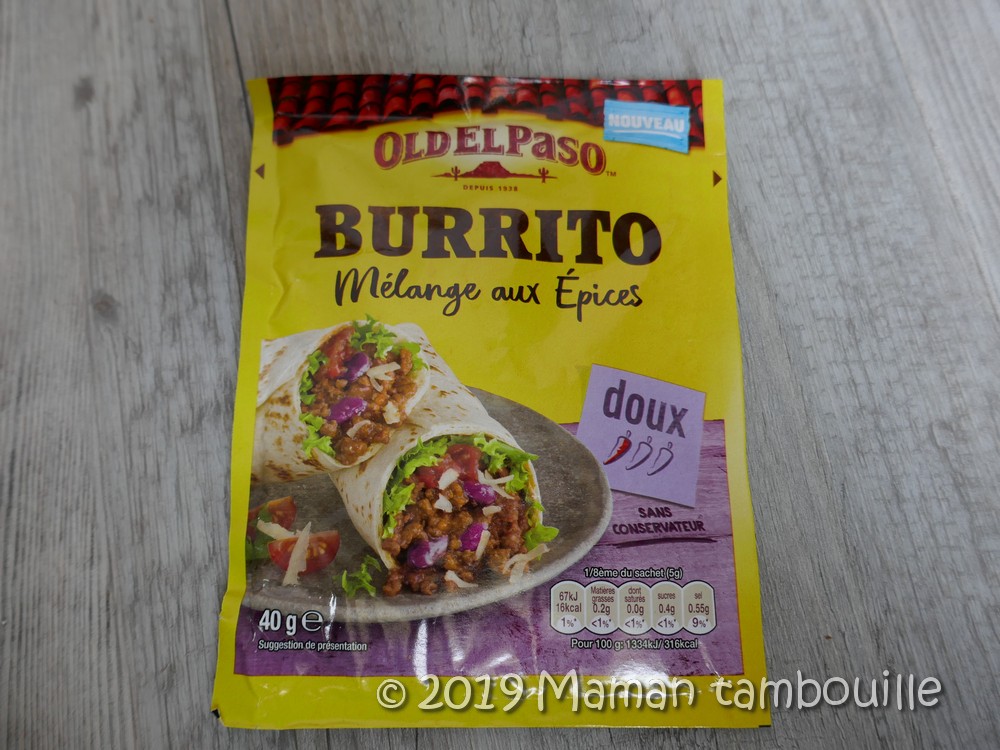 NOUVEAU
OLD EL PASO™
DEPUIS 1938
BURRITO
Mélange aux Épices
doux
SANS
CONSERVATEUR
1/8ème du sachet (5g)
67kJ
16kcal
1%*
Matières
grasses
0.2g
<1%*
dont
saturés
0.0g
<1%*
sucres
0.4g
<1%*
sel
0.55g
9%*
Pour 100 g: 1334kJ/ 316kcal
40 g ℮
Suggestion de présentation
© 2019 Maman tambouille